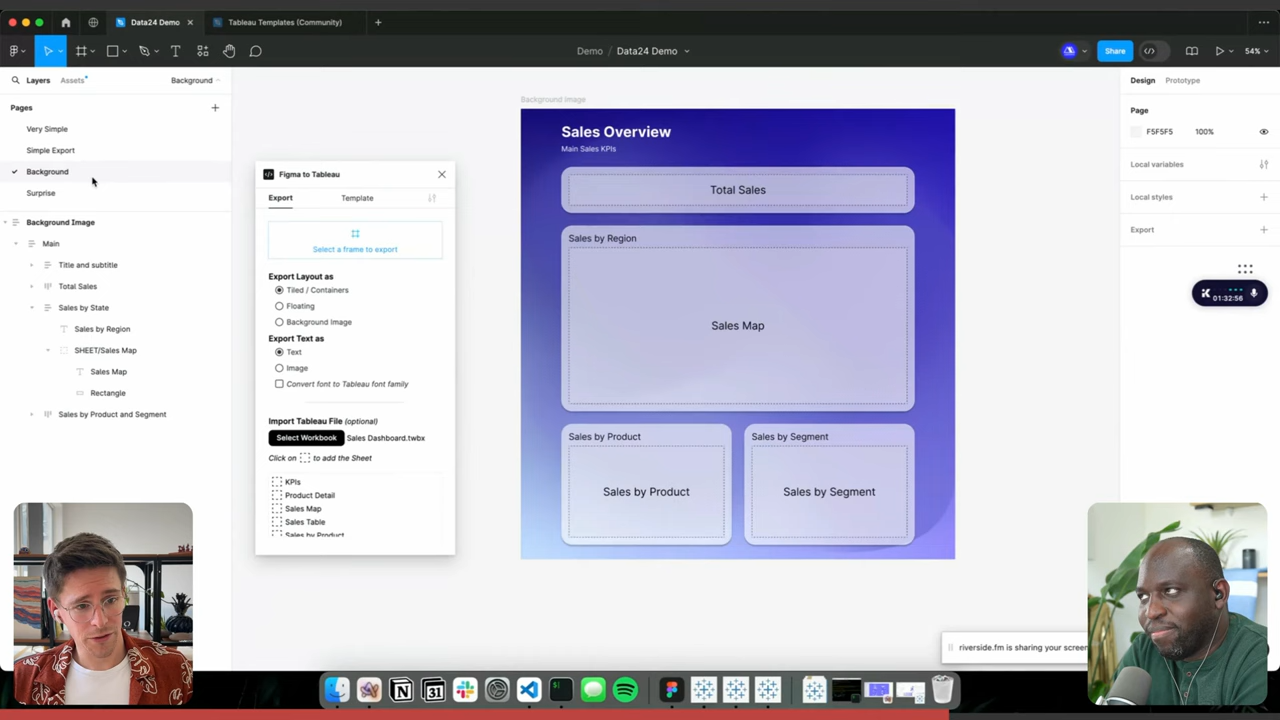 Data24 Demo
Tableau Templates (Community)
Demo / Data24 Demo
Share
54%
Layers
Assets
Background
Pages
Very Simple
Simple Export
Background
Surprise
Background Image
Main
Title and subtitle
Total Sales
Sales by State
Sales by Region
SHEET/Sales Map
Sales Map
Rectangle
Sales by Product and Segment
Figma to Tableau
Export
Template
Select a frame to export
Export Layout as
Tiled / Containers
Floating
Background Image
Export Text as
Text
Image
Convert font to Tableau font family
Import Tableau File (optional)
Select Workbook Sales Dashboard.twbx
Click on to add the Sheet
KPIs
Product Detail
Sales Map
Sales Table
Sales by Product
Background Image
Sales Overview
Main Sales KPIs
Total Sales
Sales by Region
Sales Map
Sales by Product
Sales by Product
Sales by Segment
Sales by Segment
Design
Prototype
Page
F5F5F5
100%
Local variables
Local styles
Export
01:32:56
riverside.fm is sharing your screen
31